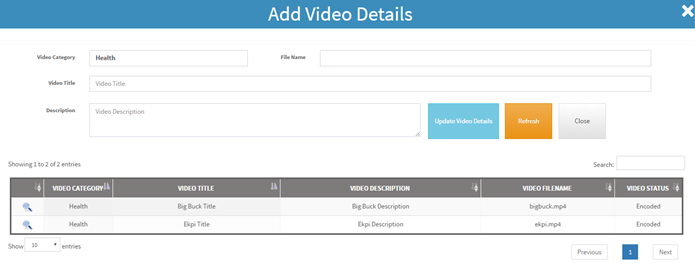 Add Video Details
Video Category Health File Name
Video Title Video Title
Description Video Description Update Video Details Refresh Close
Showing 1 to 2 of 2 entries Search:
VIDEO CATEGORY VIDEO TITLE VIDEO DESCRIPTION VIDEO FILENAME VIDEO STATUS
Health Big Buck Title Big Buck Description bigbuck.mp4 Encoded
Health Ekpi Title Ekpi Description ekpi.mp4 Encoded
Show 10 entries Previous 1 Next